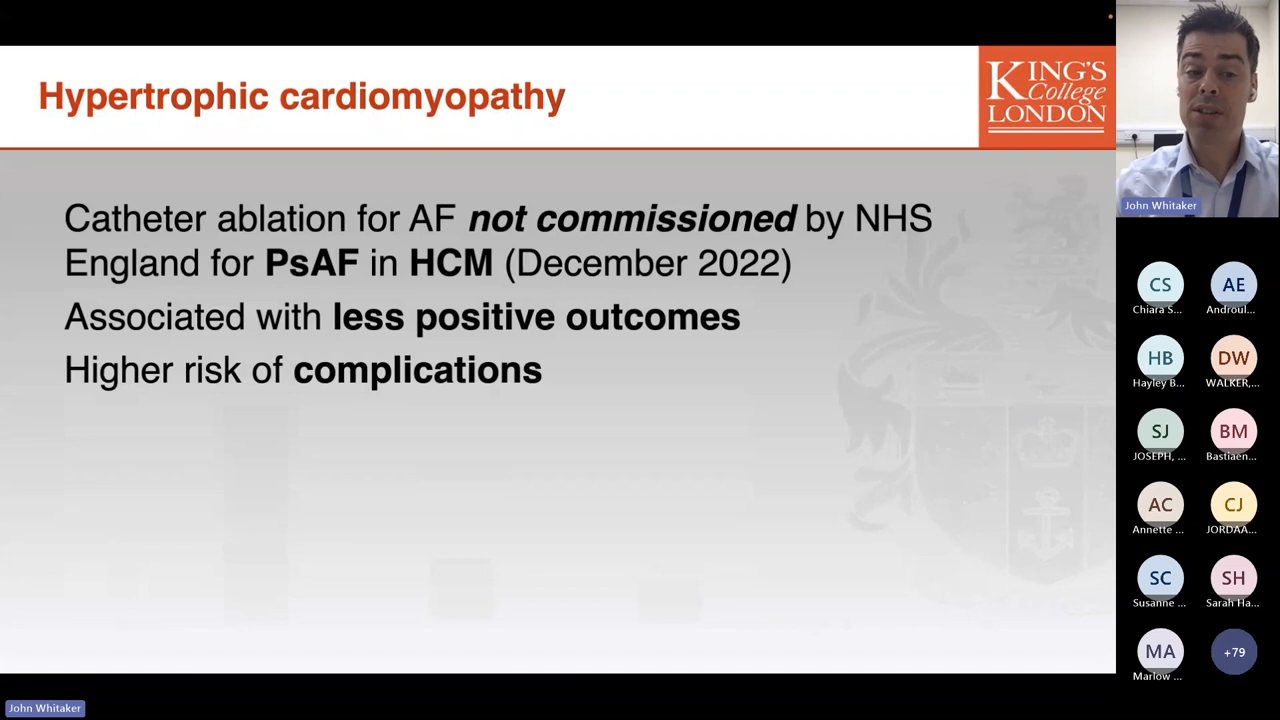 Hypertrophic cardiomyopathy
KING'S
College
LONDON
Catheter ablation for AF not commissioned by NHS
England for PsAF in HCM (December 2022)
Associated with less positive outcomes
Higher risk of complications
John Whitaker
CS
Chiara S...
AE
Androul...
HB
Hayley B...
DW
WALKER,...
SJ
JOSEPH, ...
BM
Bastiaen...
AC
Annette ...
CJ
JORDAA...
SC
Susanne ...
SH
Sarah Ha...
MA
Marlow ...
+79
John Whitaker